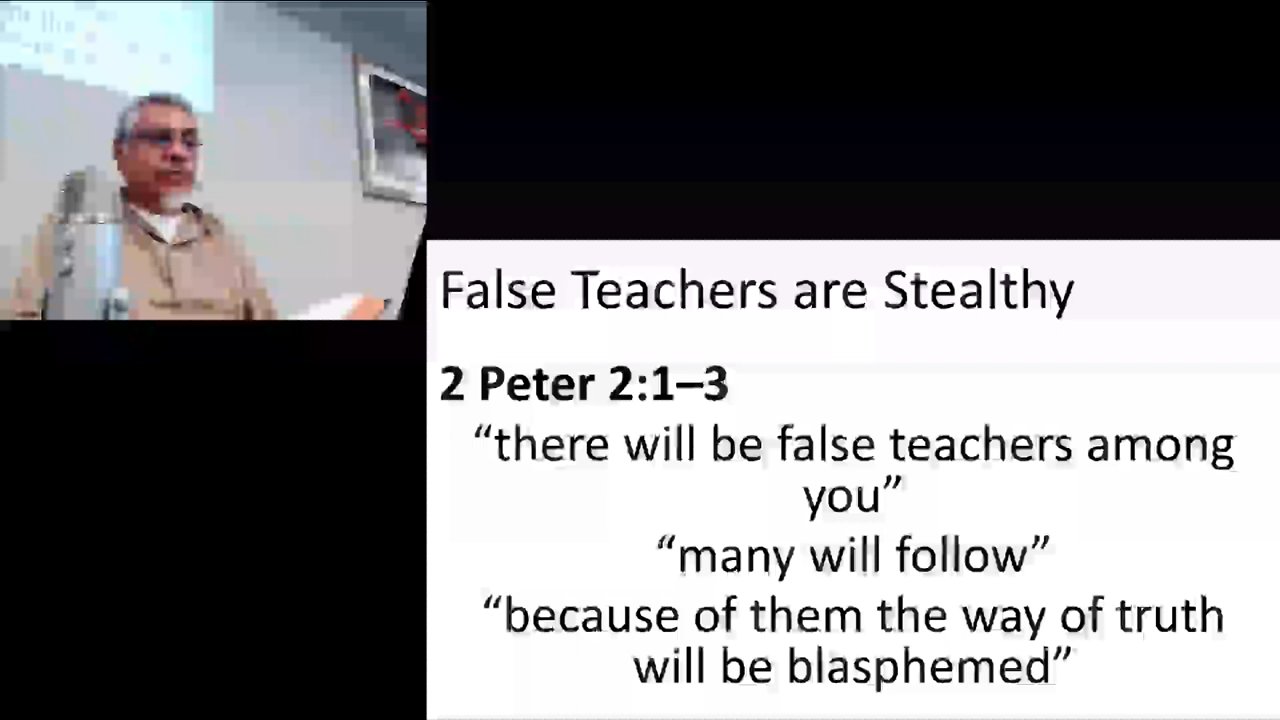 False Teachers are Stealthy
2 Peter 2:1–3
“there will be false teachers among
you”
“many will follow”
“because of them the way of truth
will be blasphemed”